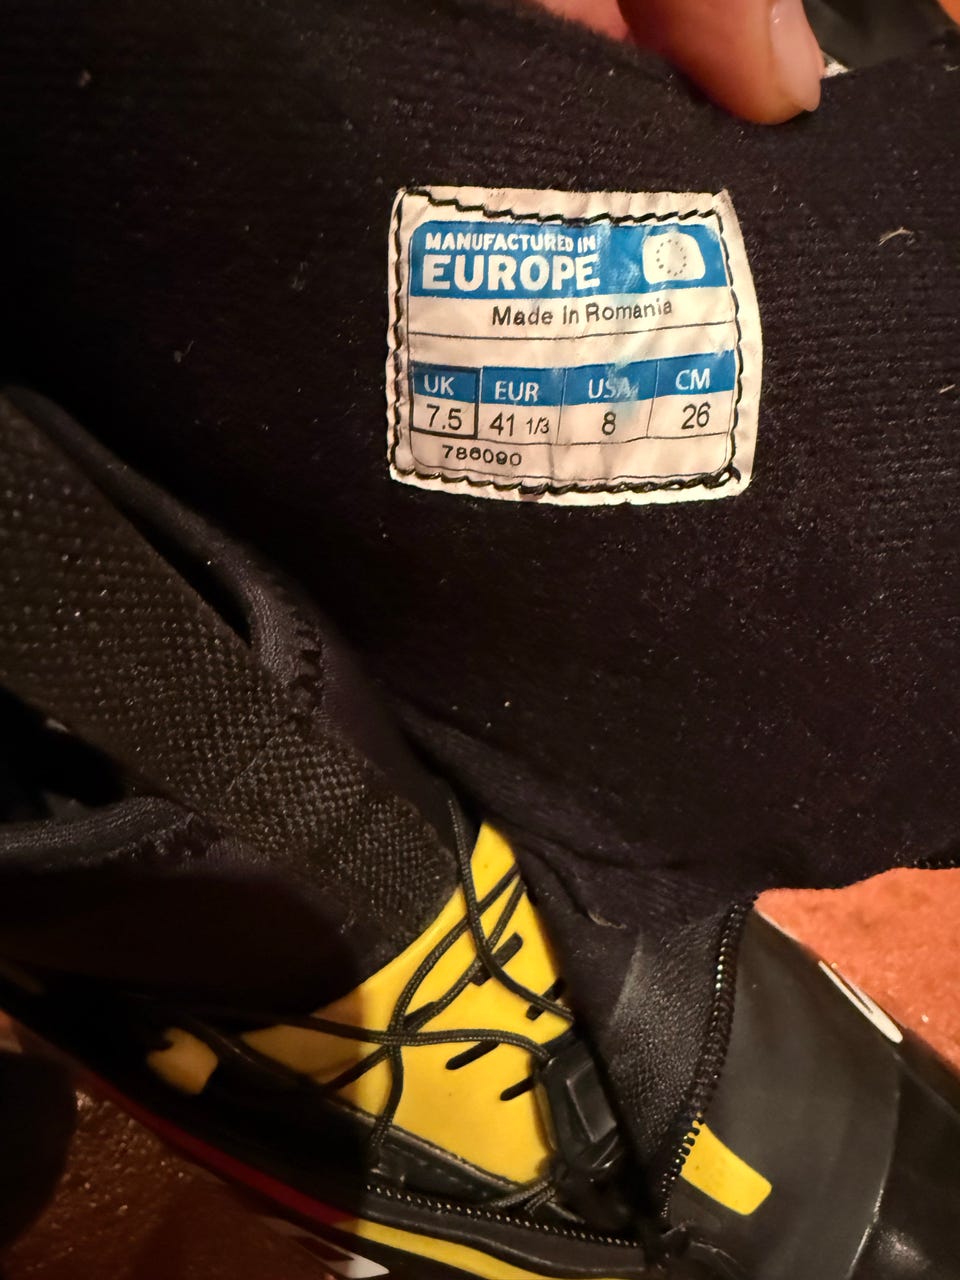 MANUFACTURED IN
EUROPE
Made in Romania
UK EUR USA CM
7.5 41 1/3 8 26
786090